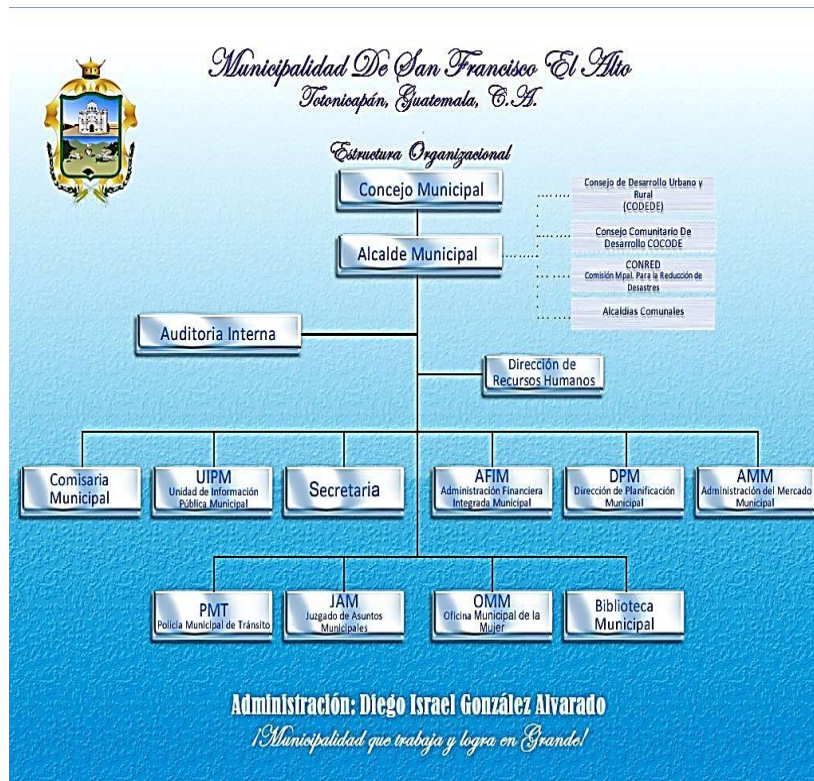 Municipalidad De San Francisco El Alto
Totonicapán, Guatemala, C.A.
Estructura Organizacional
Concejo Municipal
Consejo de Desarrollo Urbano y
Rural
(CODEDE)
Consejo Comunitario De
Desarrollo COCODE
Alcalde Municipal
CONRED
Comisión Mpal. Para la Reducción de
Desastres
Alcaldías Comunales
Auditoria Interna
Dirección de
Recursos Humanos
Comisaria
Municipal
UIPM
Unidad de Información
Pública Municipal
Secretaria
AFIM
Administración Financiera
Integrada Municipal
DPM
Dirección de Planificación
Municipal
AMM
Administración del Mercado
Municipal
PMT
Policía Municipal de Tránsito
JAM
Juzgado de Asuntos
Municipales
OMM
Oficina Municipal de la
Mujer
Biblioteca
Municipal
Administración: Diego Israel González Alvarado
¡Municipalidad que trabaja y logra en Grande!